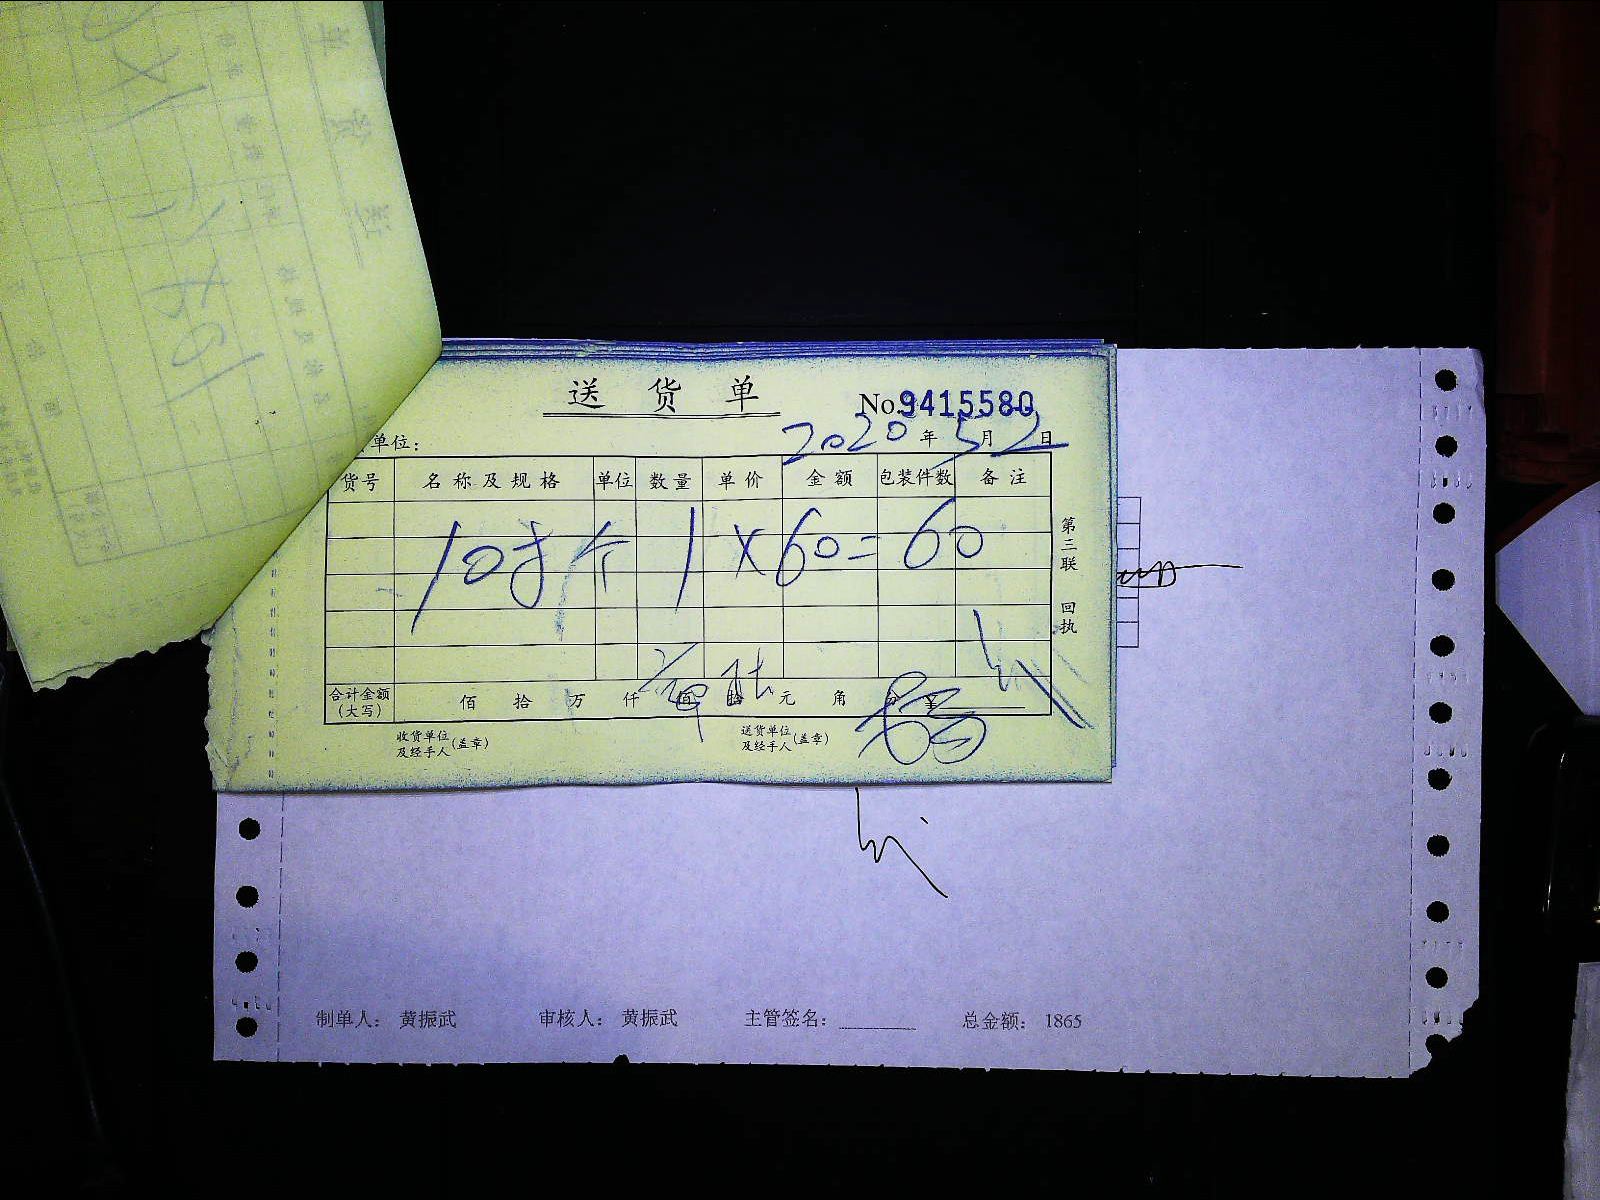 送 货 单
No.9415580
单位：
2020年5月2日
货号 名称及规格 单位 数量 单价 金额 包装件数 备注
10寸 个 1 x60=60
第三联 回执
合计金额（大写） 佰 拾 万 仟 佰 拾 元 角 分 ¥
收货单位及经手人（盖章） 送货单位及经手人（盖章）
制单人： 黄振武 审核人： 黄振武 主管签名： 总金额： 1865